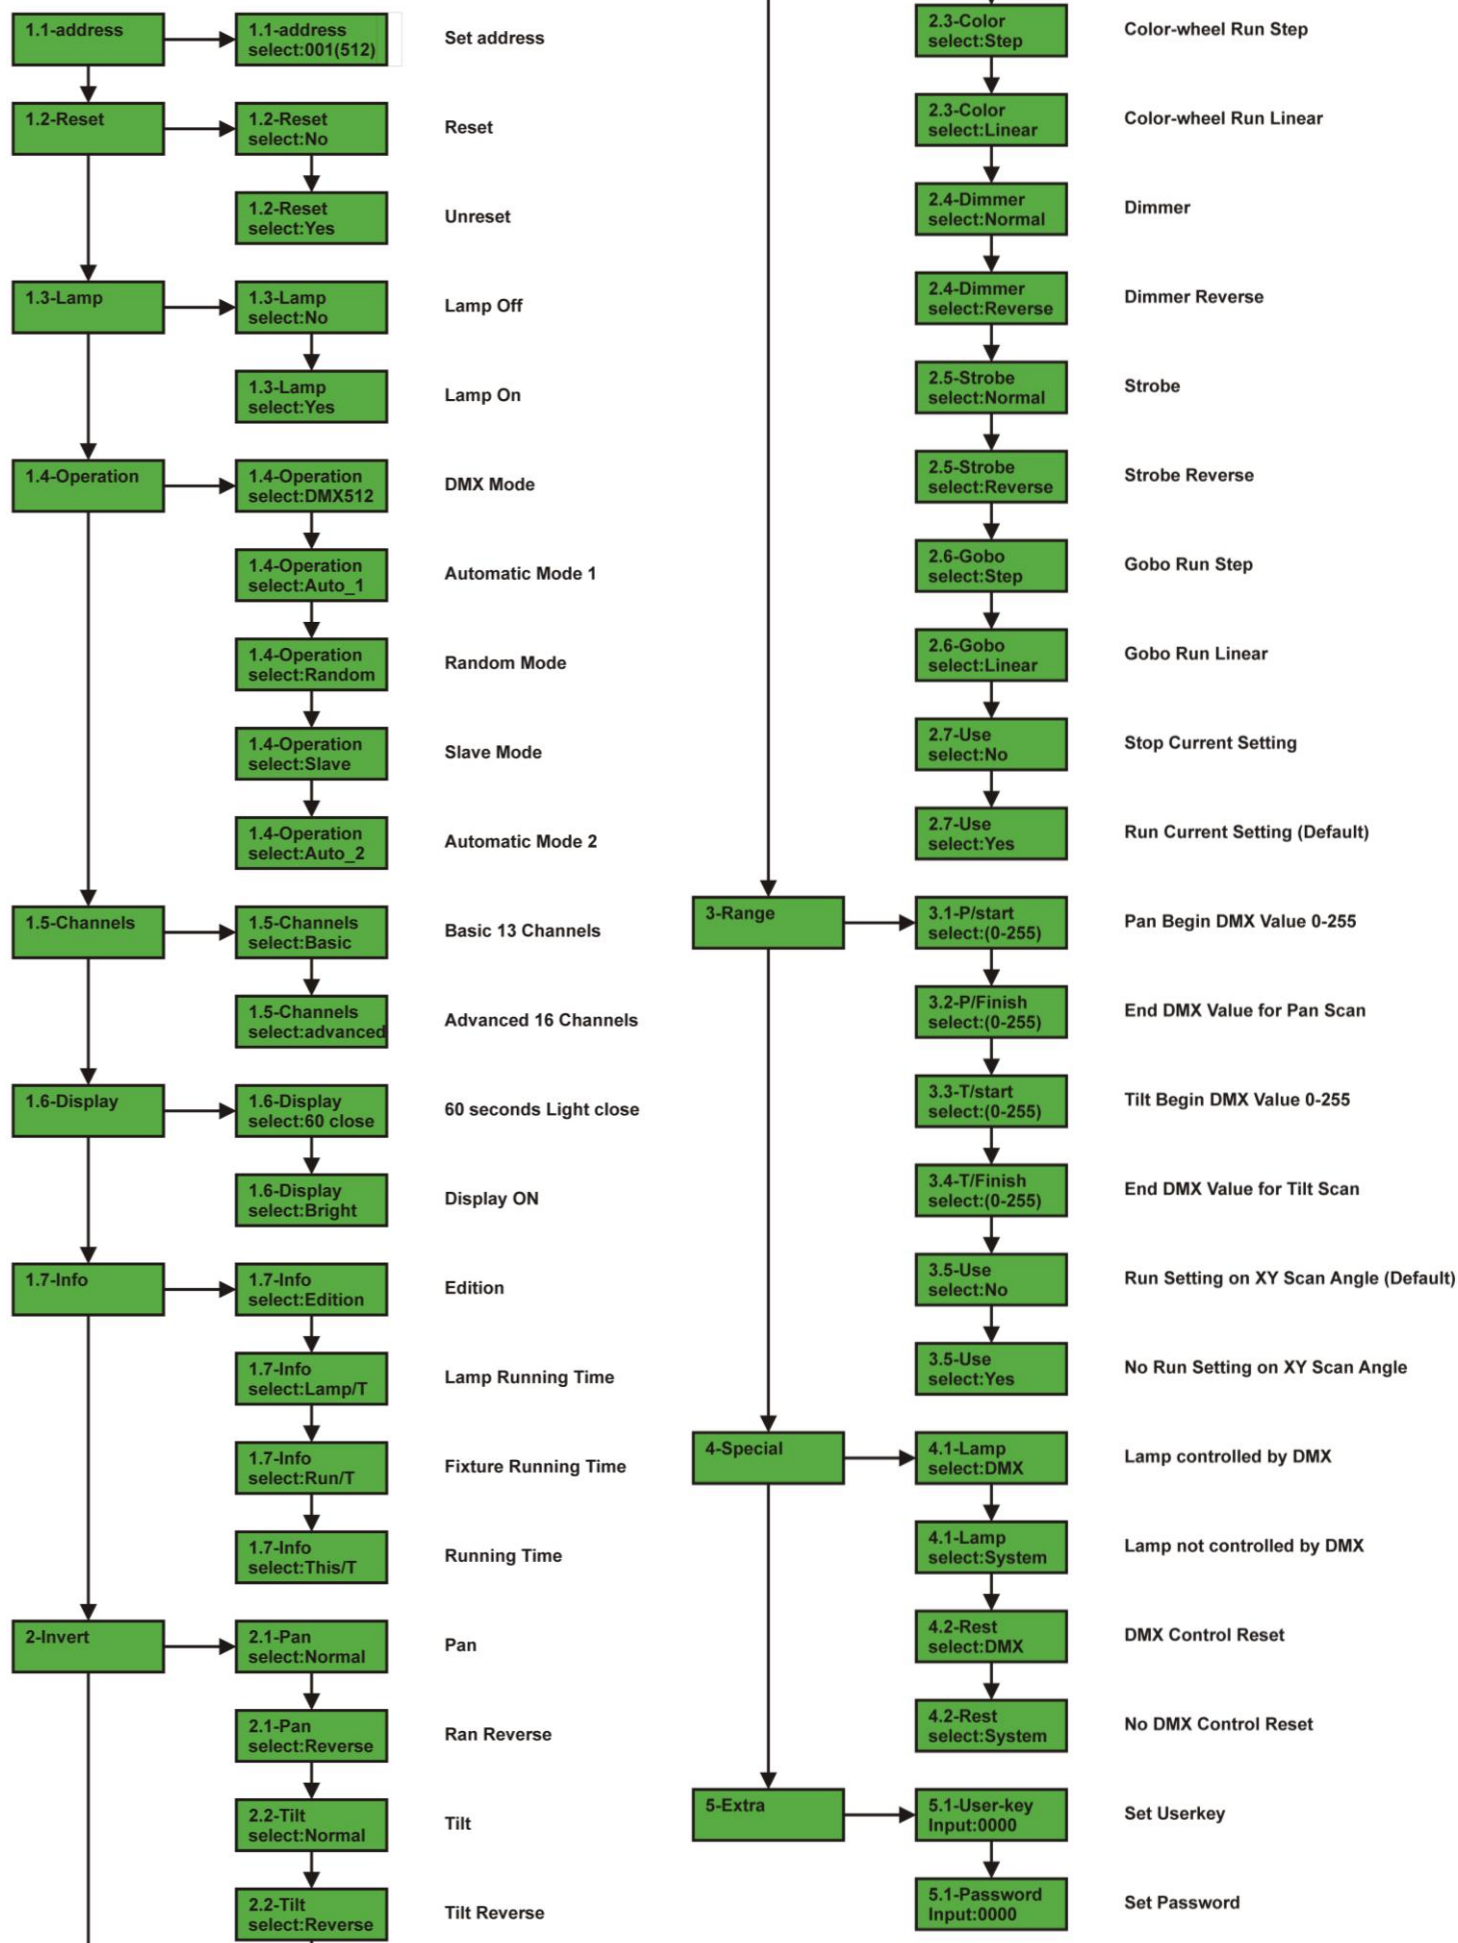 1.1-address
1.1-address
select:001(512)
Set address
1.2-Reset
1.2-Reset
select:No
Reset
1.2-Reset
select:Yes
Unreset
1.3-Lamp
1.3-Lamp
select:No
Lamp Off
1.3-Lamp
select:Yes
Lamp On
1.4-Operation
1.4-Operation
select:DMX512
DMX Mode
1.4-Operation
select:Auto_1
Automatic Mode 1
1.4-Operation
select:Random
Random Mode
1.4-Operation
select:Slave
Slave Mode
1.4-Operation
select:Auto_2
Automatic Mode 2
1.5-Channels
1.5-Channels
select:Basic
Basic 13 Channels
1.5-Channels
select:advanced
Advanced 16 Channels
1.6-Display
1.6-Display
select:60 close
60 seconds Light close
1.6-Display
select:Bright
Display ON
1.7-Info
1.7-Info
select:Edition
Edition
1.7-Info
select:Lamp/T
Lamp Running Time
1.7-Info
select:Run/T
Fixture Running Time
1.7-Info
select:This/T
Running Time
2-Invert
2.1-Pan
select:Normal
Pan
2.1-Pan
select:Reverse
Ran Reverse
2.2-Tilt
select:Normal
Tilt
2.2-Tilt
select:Reverse
Tilt Reverse
2.3-Color
select:Step
Color-wheel Run Step
2.3-Color
select:Linear
Color-wheel Run Linear
2.4-Dimmer
select:Normal
Dimmer
2.4-Dimmer
select:Reverse
Dimmer Reverse
2.5-Strobe
select:Normal
Strobe
2.5-Strobe
select:Reverse
Strobe Reverse
2.6-Gobo
select:Step
Gobo Run Step
2.6-Gobo
select:Linear
Gobo Run Linear
2.7-Use
select:No
Stop Current Setting
2.7-Use
select:Yes
Run Current Setting (Default)
3-Range
3.1-P/start
select:(0-255)
Pan Begin DMX Value 0-255
3.2-P/Finish
select:(0-255)
End DMX Value for Pan Scan
3.3-T/start
select:(0-255)
Tilt Begin DMX Value 0-255
3.4-T/Finish
select:(0-255)
End DMX Value for Tilt Scan
3.5-Use
select:No
Run Setting on XY Scan Angle (Default)
3.5-Use
select:Yes
No Run Setting on XY Scan Angle
4-Special
4.1-Lamp
select:DMX
Lamp controlled by DMX
4.1-Lamp
select:System
Lamp not controlled by DMX
4.2-Rest
select:DMX
DMX Control Reset
4.2-Rest
select:System
No DMX Control Reset
5-Extra
5.1-User-key
Input:0000
Set Userkey
5.1-Password
Input:0000
Set Password